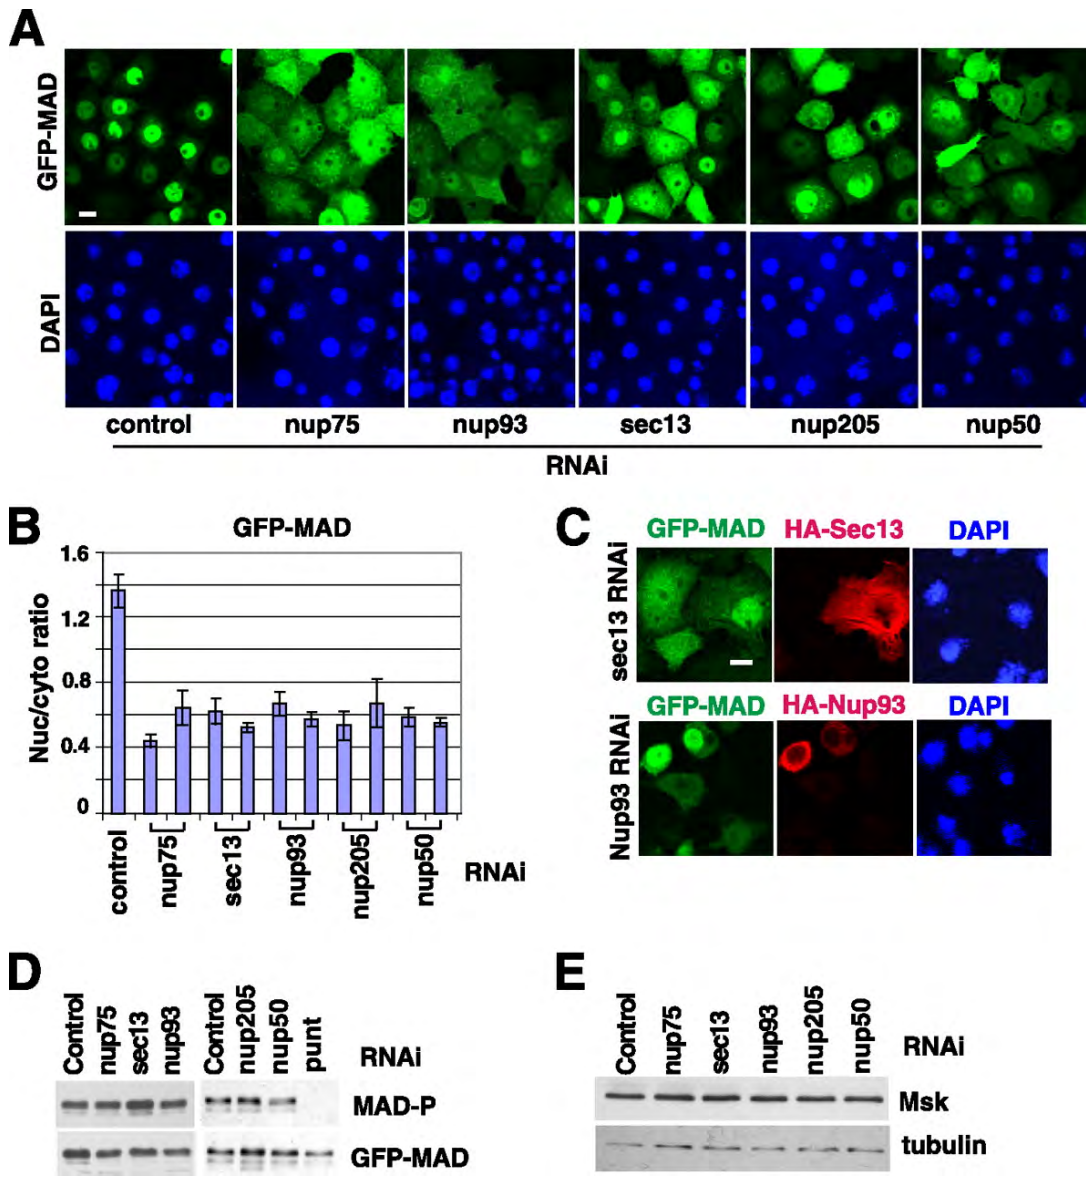 A
GFP-MAD
DAPI
control nup75 nup93 sec13 nup205 nup50
RNAi
B
GFP-MAD
Nuc/cyto ratio
1.6
1.2
0.8
0.4
0
control nup75 sec13 nup93 nup205 nup50
RNAi
C
GFP-MAD HA-Sec13 DAPI
sec13 RNAi
GFP-MAD HA-Nup93 DAPI
Nup93 RNAi
D
Control nup75 sec13 nup93 Control nup205 nup50 punt
RNAi
MAD-P
GFP-MAD
E
Control nup75 sec13 nup93 nup205 nup50
RNAi
Msk
tubulin